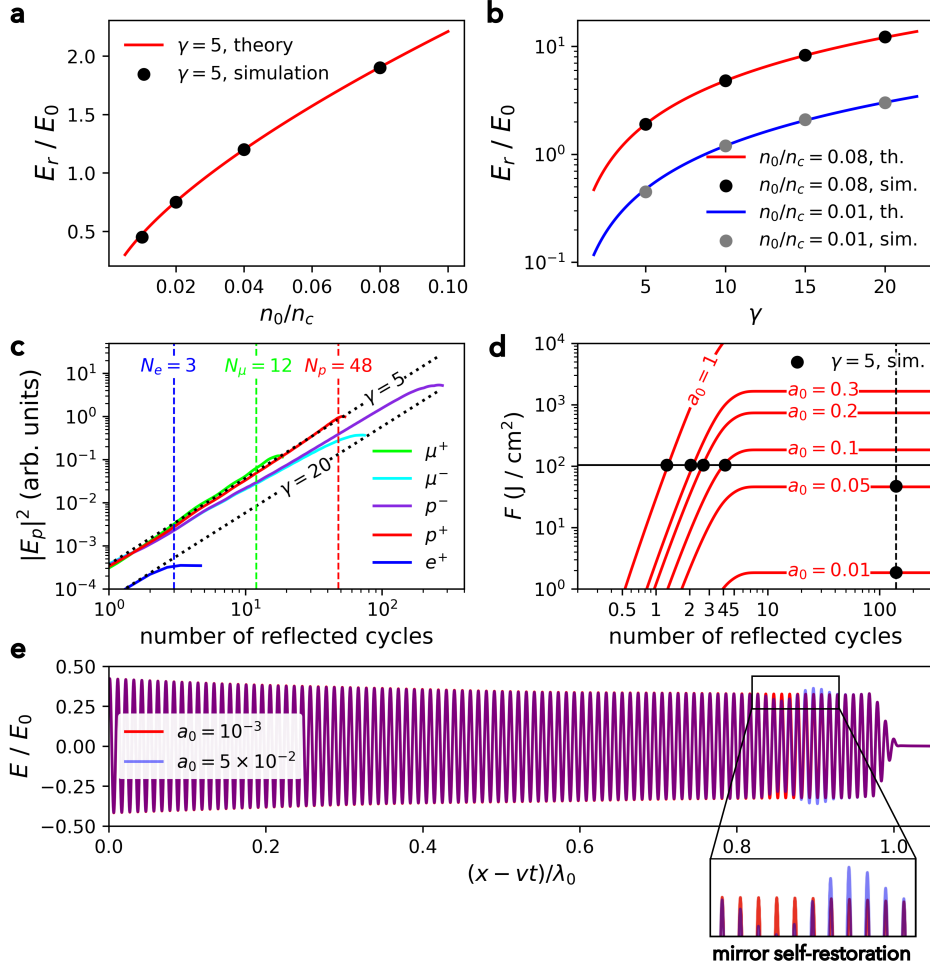 a
2.0
1.5
1.0
0.5
E_r / E_0
γ = 5, theory
γ = 5, simulation
0.02 0.04 0.06 0.08 0.10
n_0/n_c
b
10^1
10^0
10^−1
E_r / E_0
n_0/n_c = 0.08, th.
n_0/n_c = 0.08, sim.
n_0/n_c = 0.01, th.
n_0/n_c = 0.01, sim.
5 10 15 20
γ
c
10^1
10^0
10^−1
10^−2
10^−3
10^−4
|E_p|^2 (arb. units)
N_e = 3
N_μ = 12
N_p = 48
γ = 5
γ = 20
μ^+
μ^−
p^−
p^+
e^+
10^0 10^1 10^2
number of reflected cycles
d
10^4
10^3
10^2
10^1
10^0
F (J / cm^2)
γ = 5, sim.
a_0 = 1
a_0 = 0.3
a_0 = 0.2
a_0 = 0.1
a_0 = 0.05
a_0 = 0.01
0.5 1 2 3 4 5 10 100
number of reflected cycles
e
0.50
0.25
0.00
−0.25
−0.50
E / E_0
a_0 = 10^−3
a_0 = 5 × 10^−2
0.0 0.2 0.4 0.6 0.8 1.0
(x − vt)/λ_0
mirror self-restoration